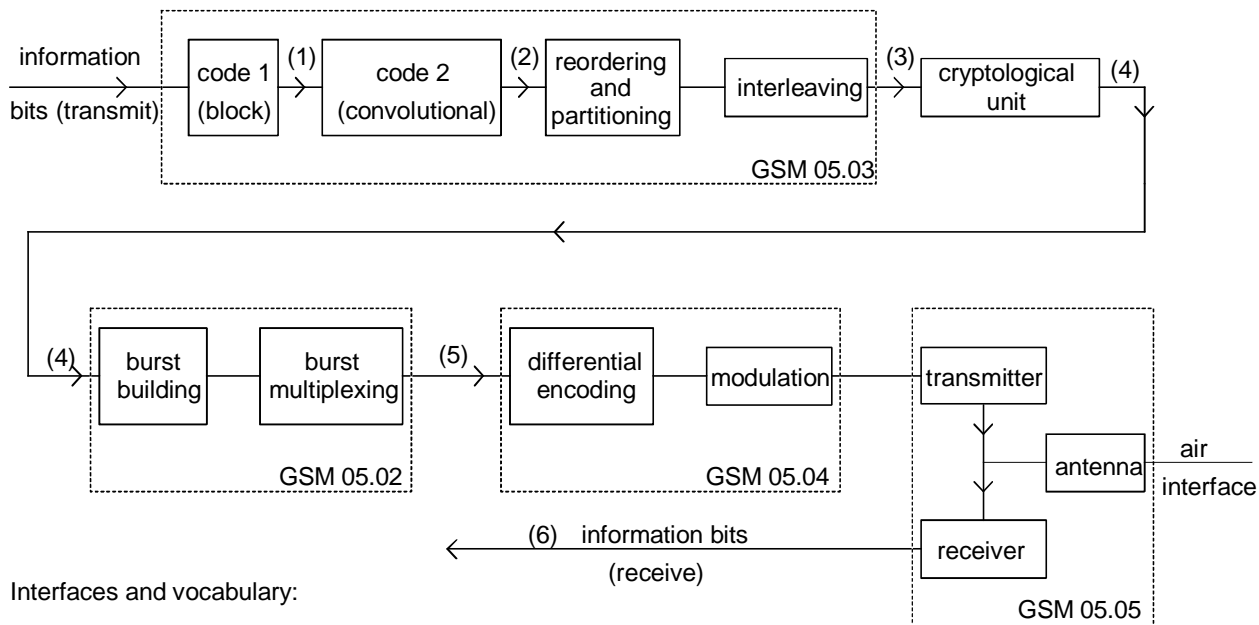 information
bits (transmit)
code 1
(block)
(1)
code 2
(convolutional)
(2)
reordering
and
partitioning
interleaving
(3)
cryptological
unit
(4)
GSM 05.03
(4)
burst
building
burst
multiplexing
(5)
differential
encoding
modulation
transmitter
antenna
air
interface
GSM 05.02
GSM 05.04
(6) information bits
(receive)
receiver
GSM 05.05
Interfaces and vocabulary: